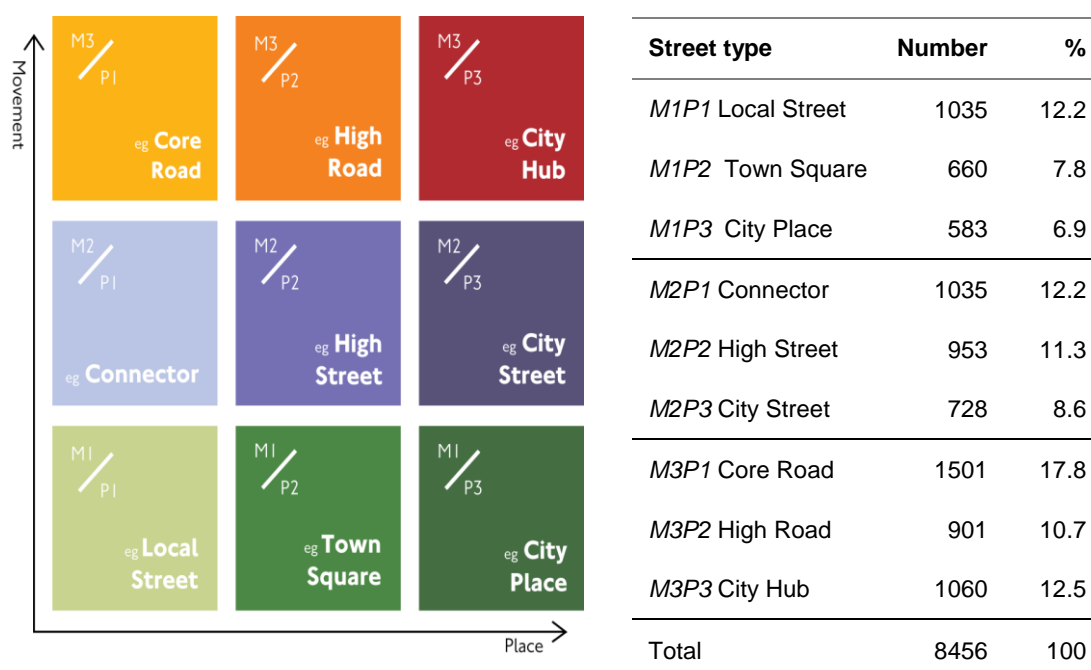 Movement
M3
P1
eg Core
Road
M3
P2
eg High
Road
M3
P3
eg City
Hub
M2
P1
eg Connector
M2
P2
eg High
Street
M2
P3
eg City
Street
M1
P1
eg Local
Street
M1
P2
eg Town
Square
M1
P3
eg City
Place
Place
Street type Number %
M1P1 Local Street 1035 12.2
M1P2 Town Square 660 7.8
M1P3 City Place 583 6.9
M2P1 Connector 1035 12.2
M2P2 High Street 953 11.3
M2P3 City Street 728 8.6
M3P1 Core Road 1501 17.8
M3P2 High Road 901 10.7
M3P3 City Hub 1060 12.5
Total 8456 100